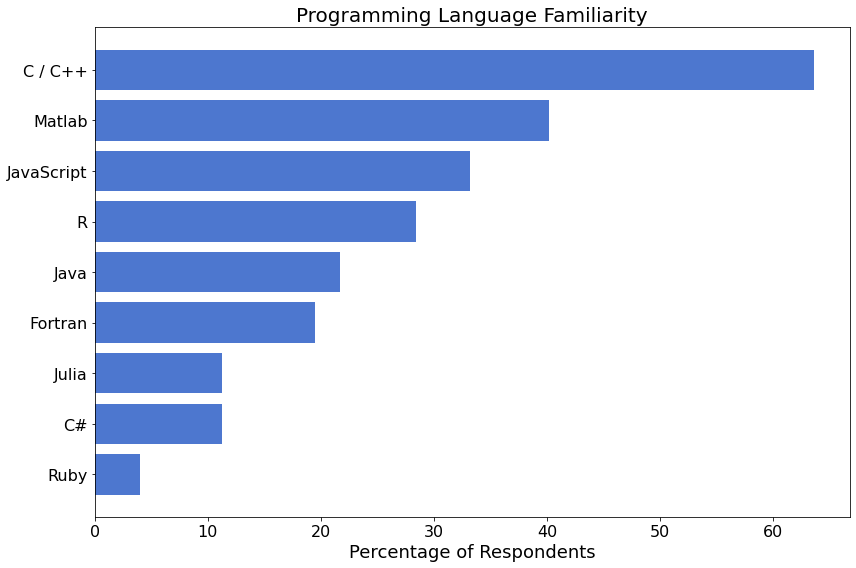 Programming Language Familiarity
C / C++
Matlab
JavaScript
R
Java
Fortran
Julia
C#
Ruby
0 10 20 30 40 50 60
Percentage of Respondents